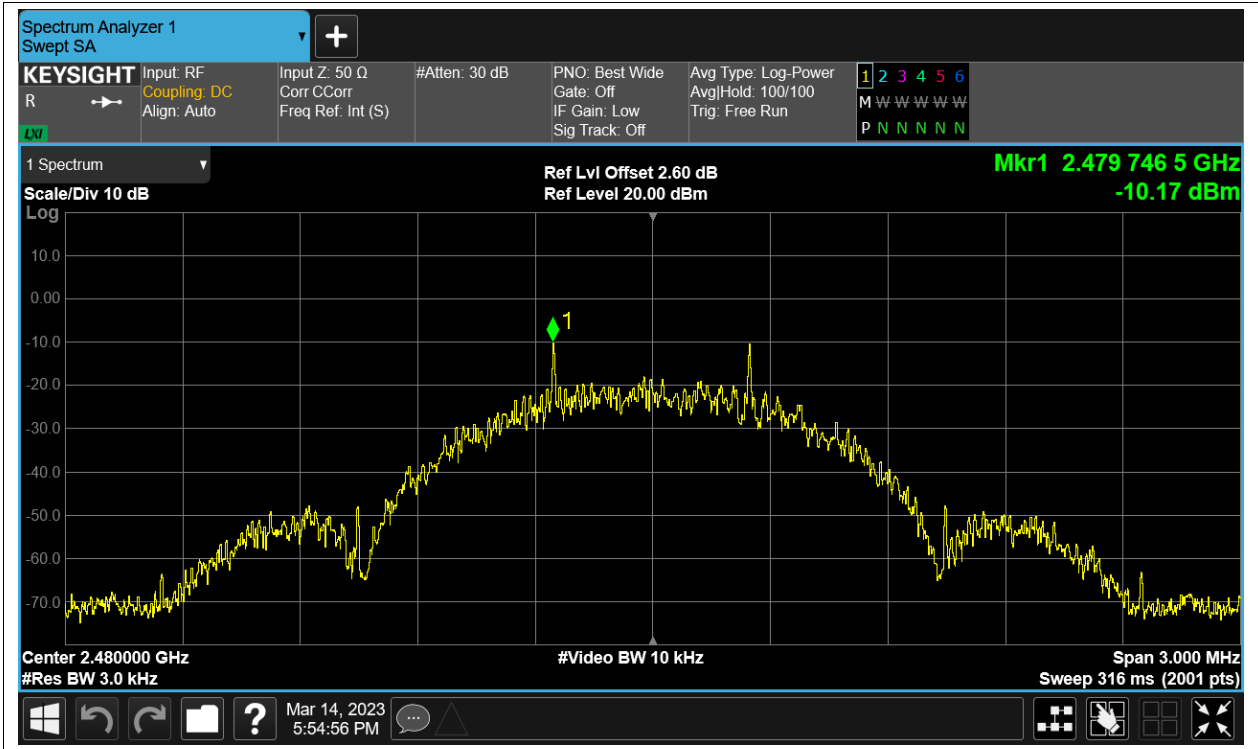 Spectrum Analyzer 1
Swept SA
KEYSIGHT
R
LXI
Input: RF
Coupling: DC
Align: Auto
Input Z: 50 Ω
Corr CCorr
Freq Ref: Int (S)
#Atten: 30 dB
PNO: Best Wide
Gate: Off
IF Gain: Low
Sig Track: Off
Avg Type: Log-Power
Avg|Hold: 100/100
Trig: Free Run
1 2 3 4 5 6
M W W W W W
P N N N N N
1 Spectrum
Scale/Div 10 dB
Log
Ref Lvl Offset 2.60 dB
Ref Level 20.00 dBm
Mkr1 2.479 746 5 GHz
-10.17 dBm
10.0
0.00
1
-10.0
-20.0
-30.0
-40.0
-50.0
-60.0
-70.0
Center 2.480000 GHz
#Video BW 10 kHz
Span 3.000 MHz
#Res BW 3.0 kHz
Sweep 316 ms (2001 pts)
?
Mar 14, 2023
5:54:56 PM